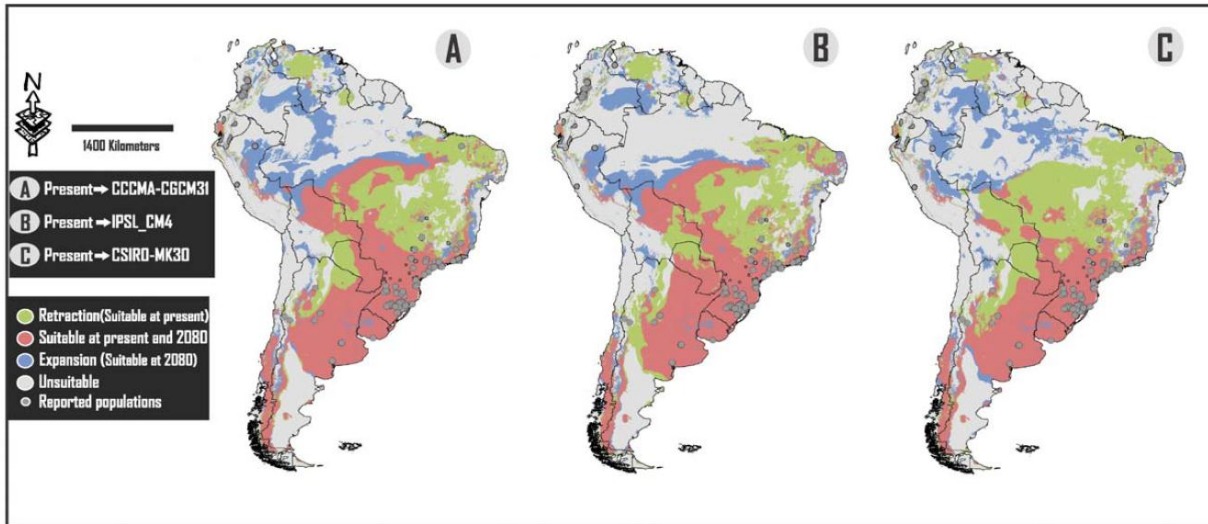 A
B
C
N
1400 Kilometers
A Present→CCCMA-CGCM31
B Present→IPSL_CM4
C Present→CSIRO-MK30
Retraction(Suitable at present)
Suitable at present and 2080
Expansion (Suitable at 2080)
Unsuitable
Reported populations